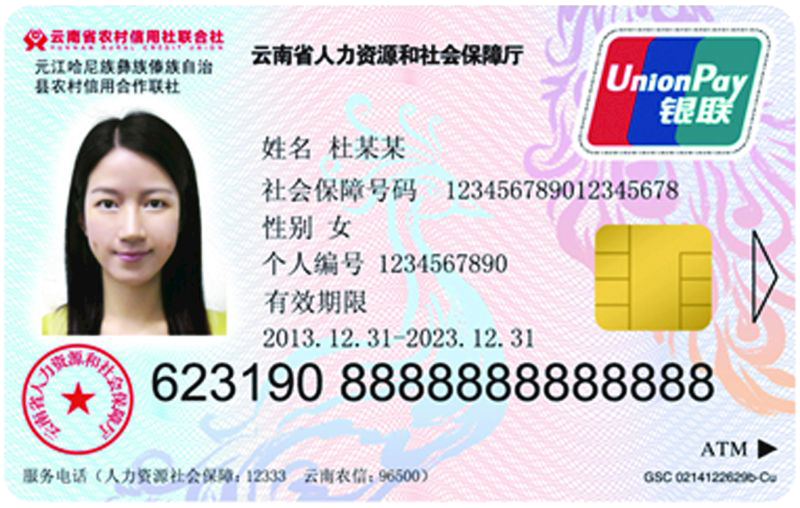 云南省农村信用社联合社
YUNNAN RURAL CREDIT UNION
元江哈尼族彝族傣族自治
县农村信用合作联社
云南省人力资源和社会保障厅
UnionPay
银联
姓名 杜某某
社会保障号码 123456789012345678
性别 女
个人编号 1234567890
有效期限
2013.12.31-2023.12.31
623190 8888888888888
云南省人力资源和社会保障厅
ATM
服务电话（人力资源社会保障：12333 云南农信：96500）
GSC 0214122629b-Cu